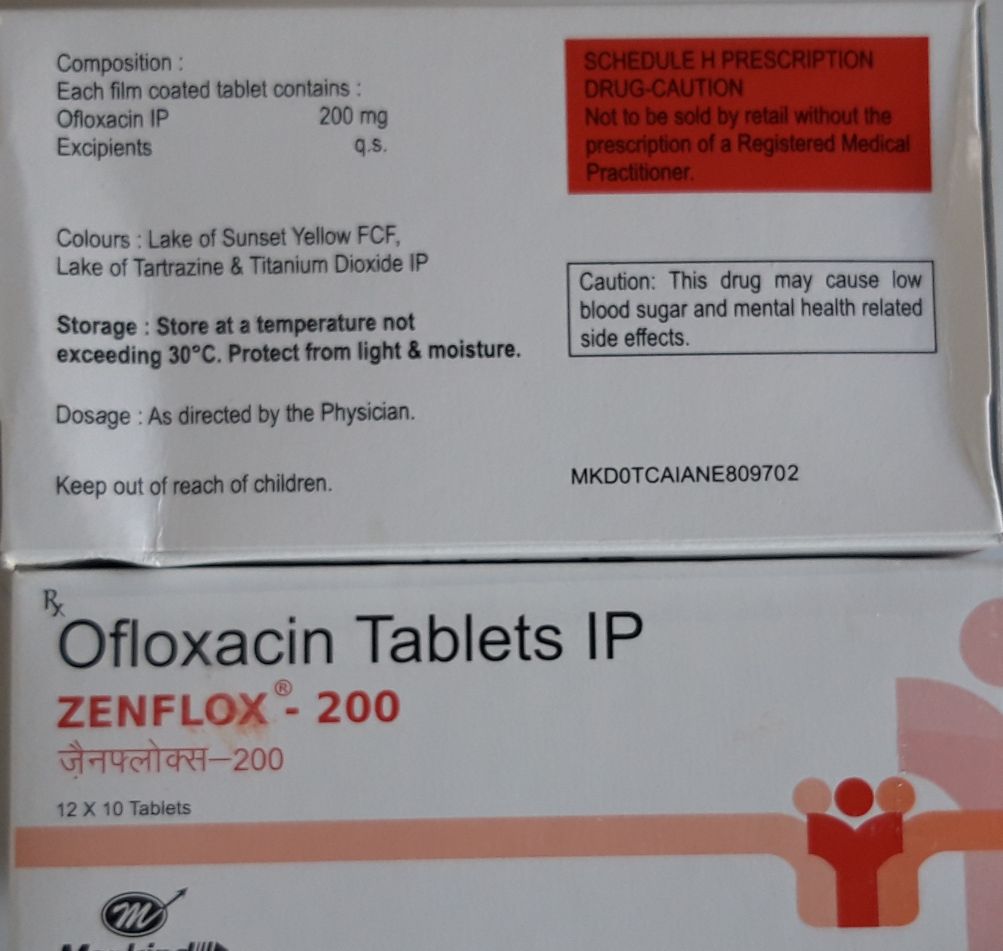 Composition :
Each film coated tablet contains :
Ofloxacin IP 200 mg
Excipients q.s.
Colours : Lake of Sunset Yellow FCF,
Lake of Tartrazine & Titanium Dioxide IP
Storage : Store at a temperature not
exceeding 30°C. Protect from light & moisture.
Dosage : As directed by the Physician.
Keep out of reach of children.
SCHEDULE H PRESCRIPTION
DRUG-CAUTION
Not to be sold by retail without the
prescription of a Registered Medical
Practitioner.
Caution: This drug may cause low
blood sugar and mental health related
side effects.
MKD0TCAIANE809702
Rx
Ofloxacin Tablets IP
ZENFLOX®- 200
ज़ैनफ्लोक्स–200
12 X 10 Tablets
m